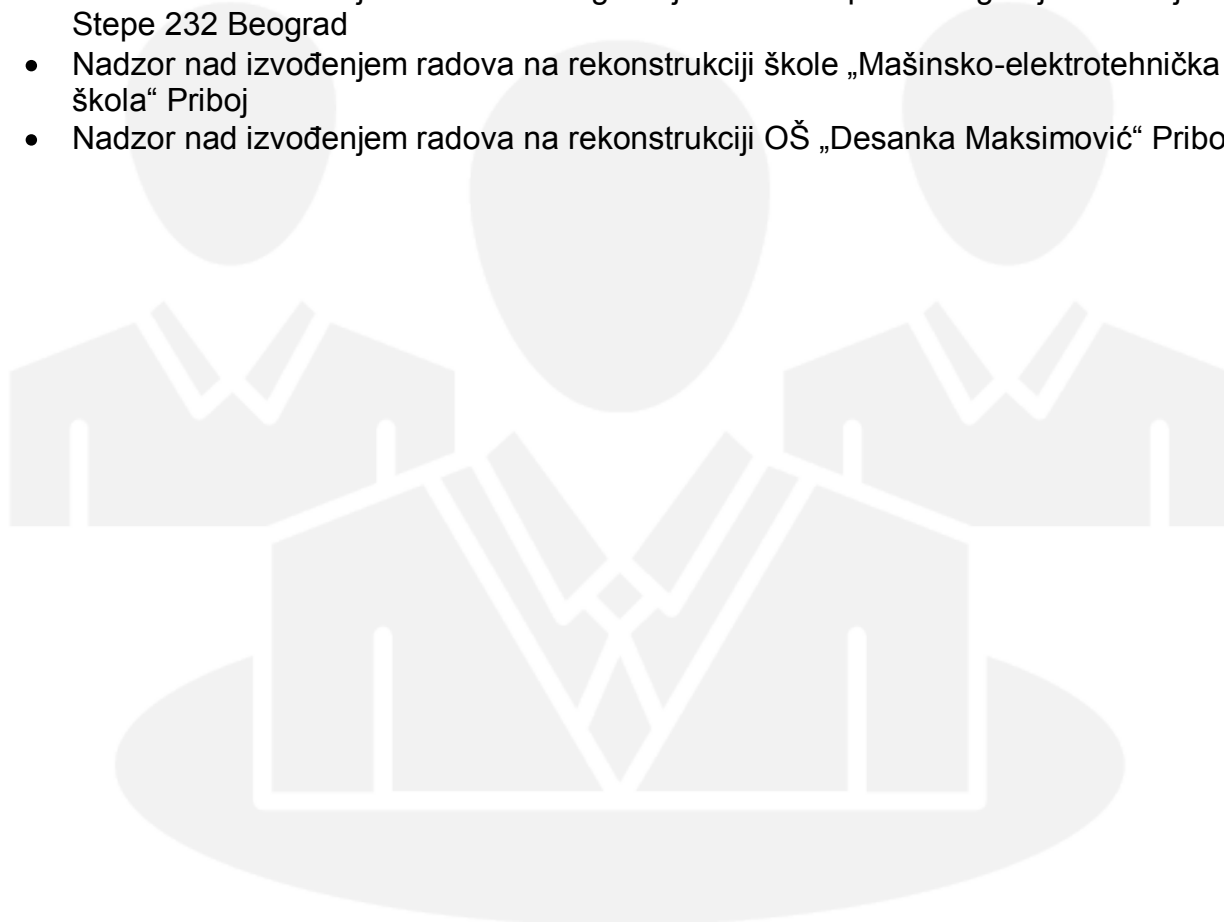 Stepe 232 Beograd
• Nadzor nad izvođenjem radova na rekonstrukciji škole „Mašinsko-elektrotehnička
škola“ Priboj
• Nadzor nad izvođenjem radova na rekonstrukciji OŠ „Desanka Maksimović“ Pribo